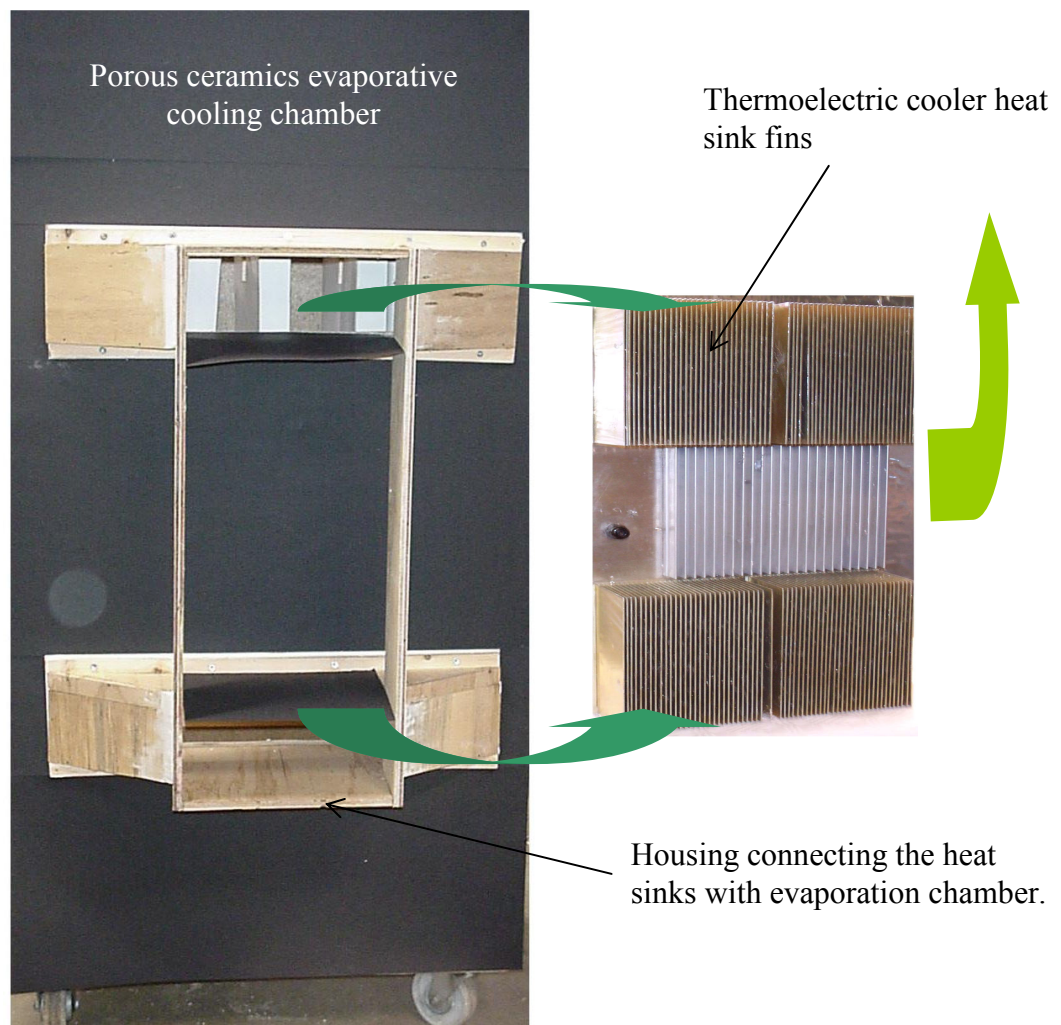 Porous ceramics evaporative
cooling chamber
Thermoelectric cooler heat
sink fins
Housing connecting the heat
sinks with evaporation chamber.